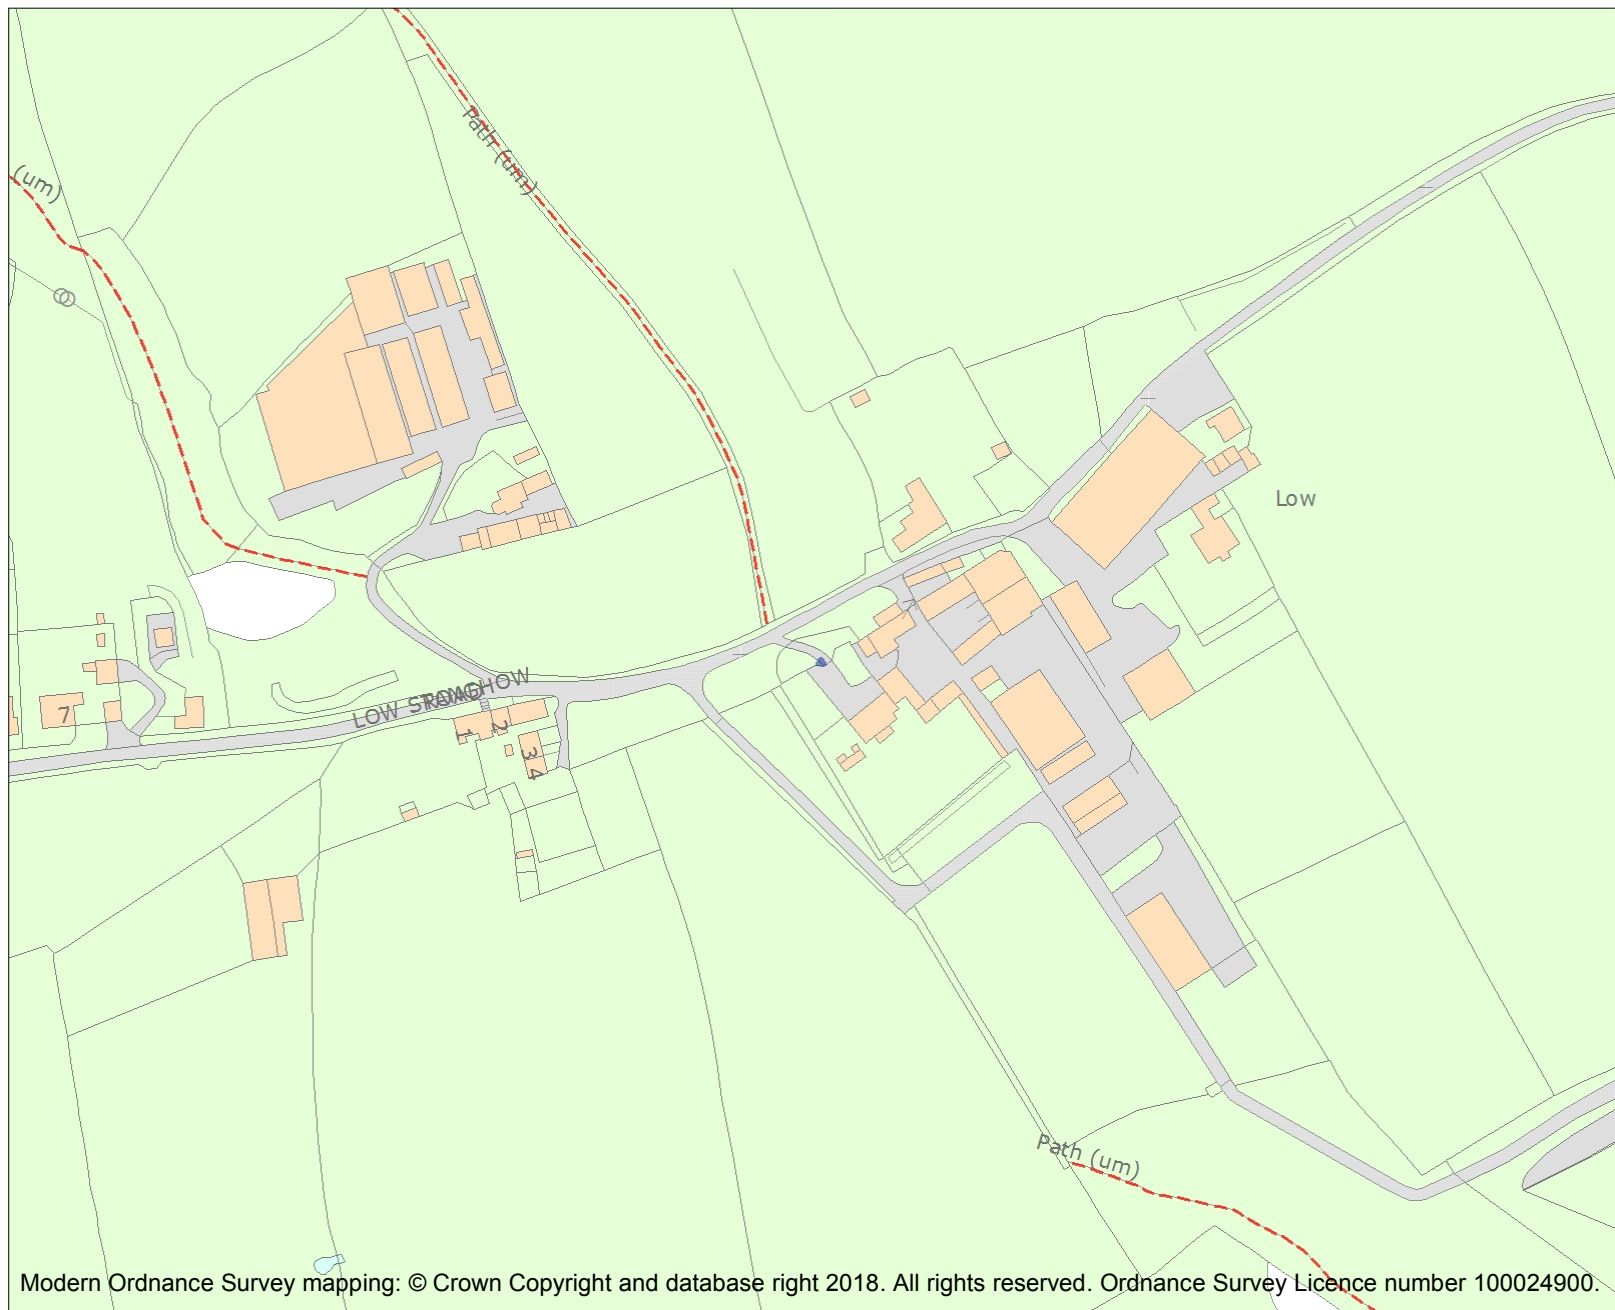 Path (um)
(um)
Low
LOW STRAGHOW
ROAD
7
1
2
3
4
Path (um)
Modern Ordnance Survey mapping: © Crown Copyright and database right 2018. All rights reserved. Ordnance Survey Licence number 100024900.